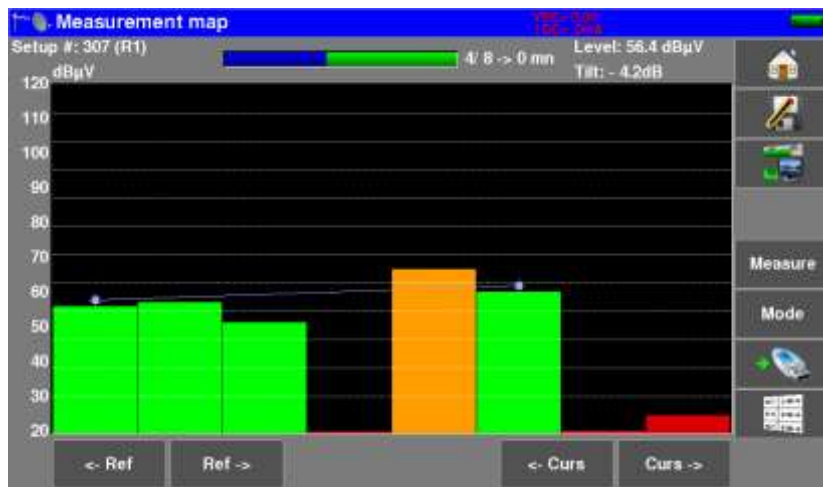 Measurement map
Setup #: 307 (R1)
4/ 8 -> 0 mn
Level: 56.4 dBµV
Tilt: - 4.2dB
dBµV
120
110
100
90
80
70
60
50
40
30
20
Measure
Mode
<- Ref
Ref ->
<- Curs
Curs ->